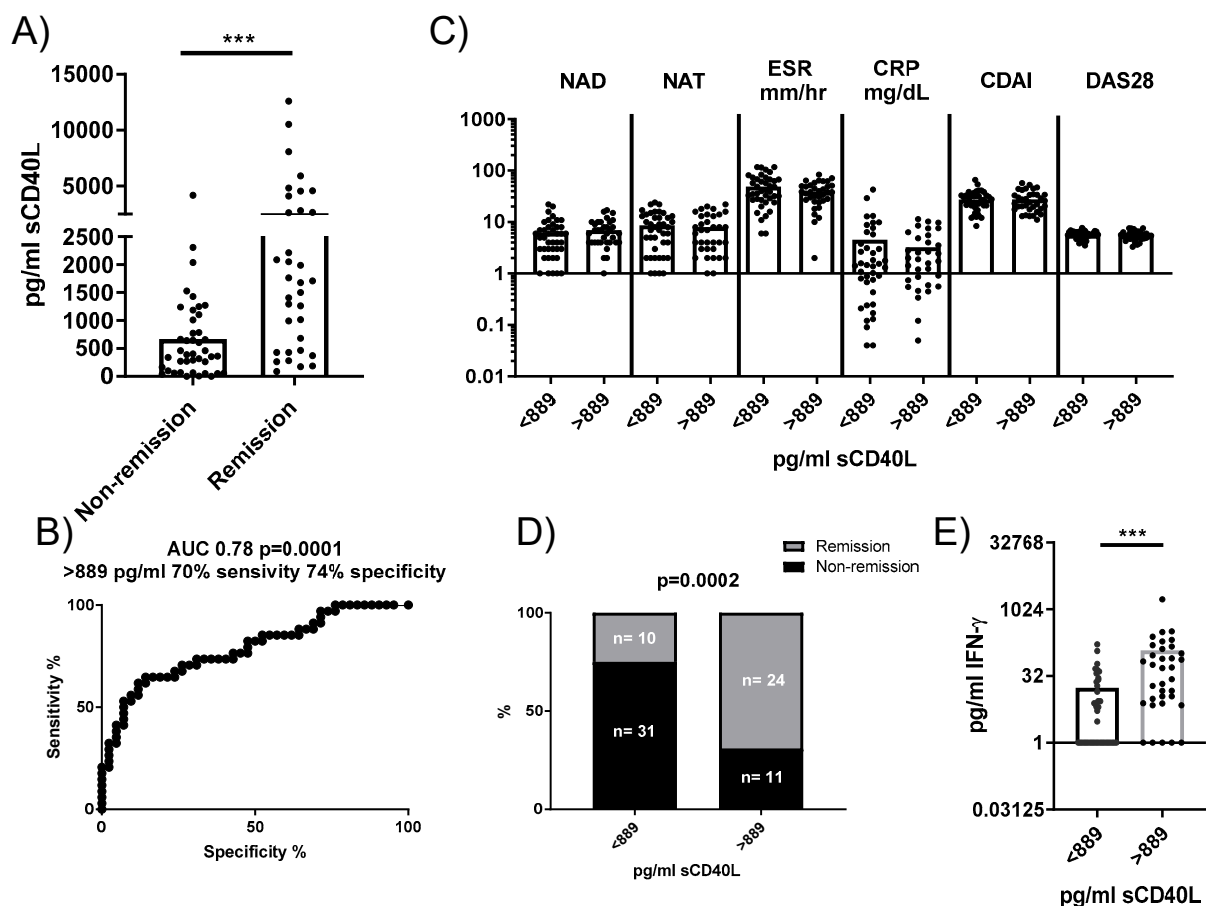 A)
***
15000
10000
5000
2500
2000
1500
1000
500
0
pg/ml sCD40L
Non-remission
Remission
C)
NAD
NAT
ESR
mm/hr
CRP
mg/dL
CDAI
DAS28
1000
100
10
1
0.1
0.01
<889
>889
<889
>889
<889
>889
<889
>889
<889
>889
<889
>889
pg/ml sCD40L
B)
AUC 0.78 p=0.0001
>889 pg/ml 70% sensivity 74% specificity
100
50
0
Sensitivity %
0
50
100
Specificity %
D)
Remission
Non-remission
p=0.0002
100
50
0
%
n= 10
n= 31
n= 24
n= 11
<889
>889
pg/ml sCD40L
E)
***
32768
1024
32
1
0.03125
pg/ml IFN-γ
<889
>889
pg/ml sCD40L